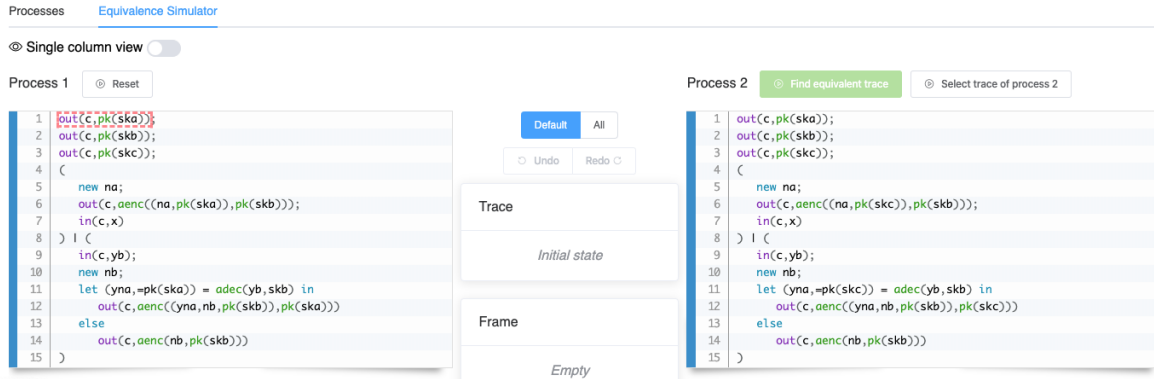 Processes Equivalence Simulator
Single column view
Process 1 Reset
Process 2 Find equivalent trace Select trace of process 2
1 out(c,pk(ska));
2 out(c,pk(skb));
3 out(c,pk(skc));
4 (
5 new na;
6 out(c,aenc((na,pk(ska)),pk(skb)));
7 in(c,x)
8 ) | (
9 in(c,yb);
10 new nb;
11 let (yna,=pk(ska)) = adec(yb,skb) in
12 out(c,aenc((yna,nb,pk(skb)),pk(ska)))
13 else
14 out(c,aenc(nb,pk(skb)))
15 )
Default All
Undo Redo
Trace
Initial state
Frame
Empty
1 out(c,pk(ska));
2 out(c,pk(skb));
3 out(c,pk(skc));
4 (
5 new na;
6 out(c,aenc((na,pk(skc)),pk(skb)));
7 in(c,x)
8 ) | (
9 in(c,yb);
10 new nb;
11 let (yna,=pk(skc)) = adec(yb,skb) in
12 out(c,aenc((yna,nb,pk(skb)),pk(skc)))
13 else
14 out(c,aenc(nb,pk(skb)))
15 )